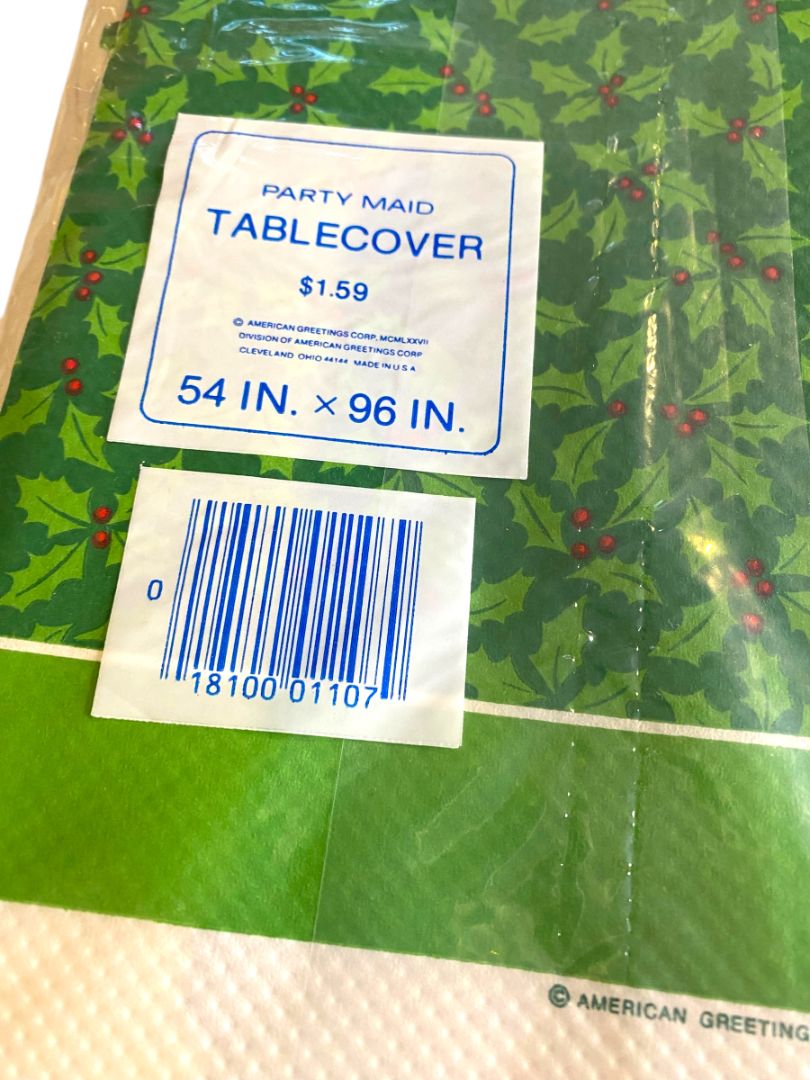 PARTY MAID
TABLECOVER
$1.59
© AMERICAN GREETINGS CORP. MCMLXXVII
DIVISION OF AMERICAN GREETINGS CORP
CLEVELAND OHIO 44144 MADE IN U S A
54 IN. × 96 IN.
0
18100 01107
© AMERICAN GREETING